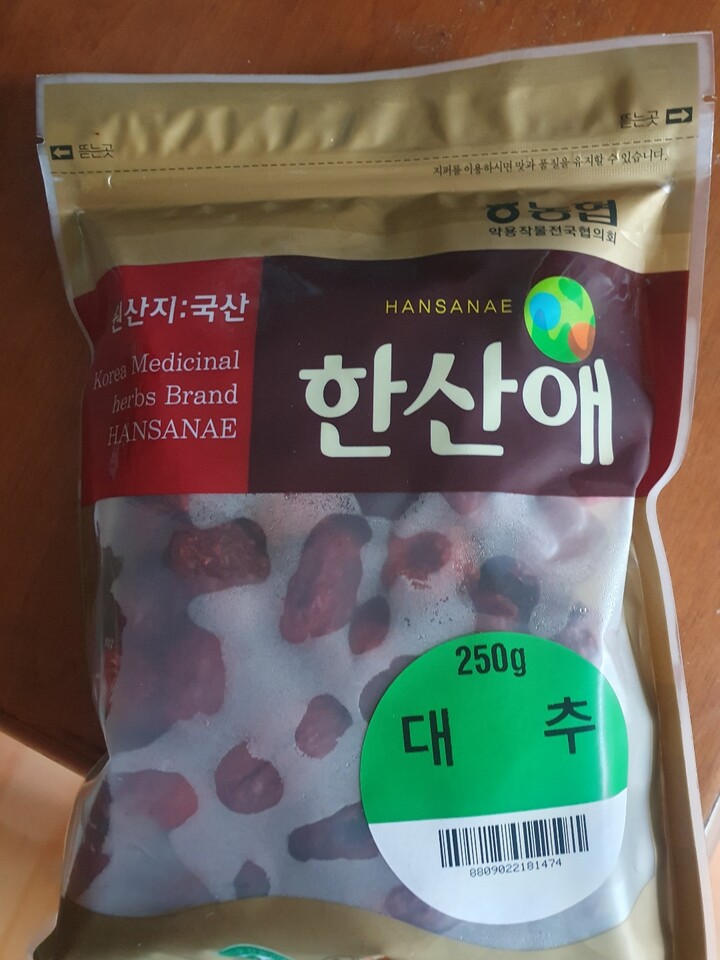 뜯는곳
뜯는곳
지퍼를 이용하시면 맛과 품질을 유지할 수 있습니다.
농협
약용작물전국협의회
원산지:국산
HANSANAE
Korea Medicinal
herbs Brand
HANSANAE
한산애
250g
대 추
8809022181474